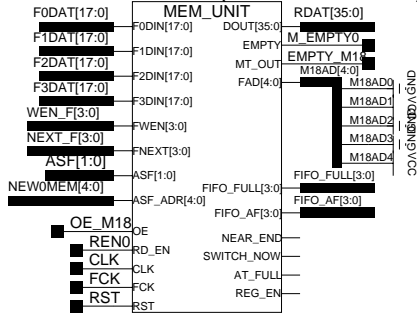 F0DAT[17:0]
F1DAT[17:0]
F2DAT[17:0]
F3DAT[17:0]
WEN_F[3:0]
NEXT_F[3:0]
ASF[1:0]
NEW0MEM[4:0]
OE_M18
REN0
CLK
FCK
RST
MEM_UNIT
F0DIN[17:0]
F1DIN[17:0]
F2DIN[17:0]
F3DIN[17:0]
FWEN[3:0]
FNEXT[3:0]
ASF[1:0]
ASF_ADR[4:0]
OE
RD_EN
CLK
FCK
RST
DOUT[35:0]
EMPTY
MT_OUT
FAD[4:0]
FIFO_FULL[3:0]
FIFO_AF[3:0]
NEAR_END
SWITCH_NOW
AT_FULL
REG_EN
RDAT[35:0]
M_EMPTY0
EMPTY_M18
M18AD[4:0]
M18AD0
M18AD1
M18AD2
M18AD3
M18AD4
FIFO_FULL[3:0]
FIFO_AF[3:0]
GND
VCC